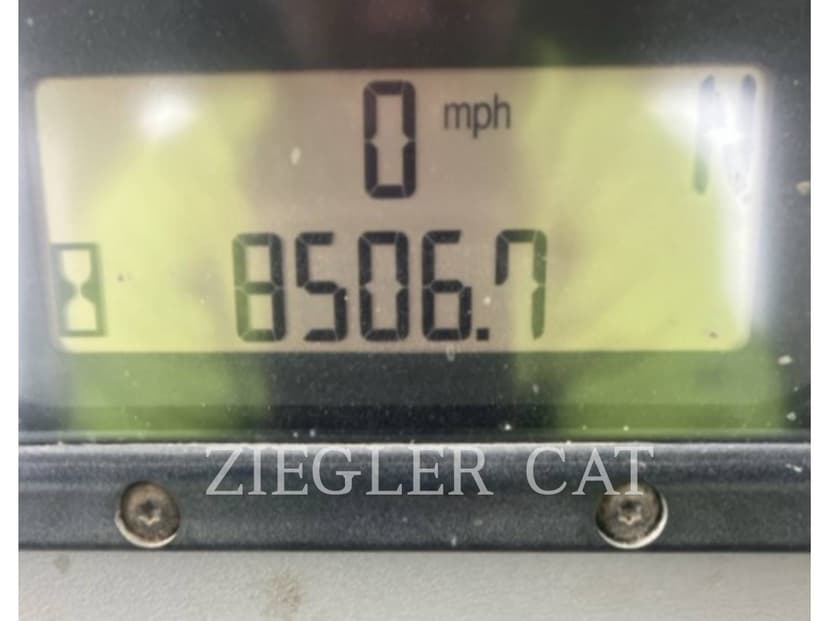 0 mph N
8506.7
ZIEGLER CAT